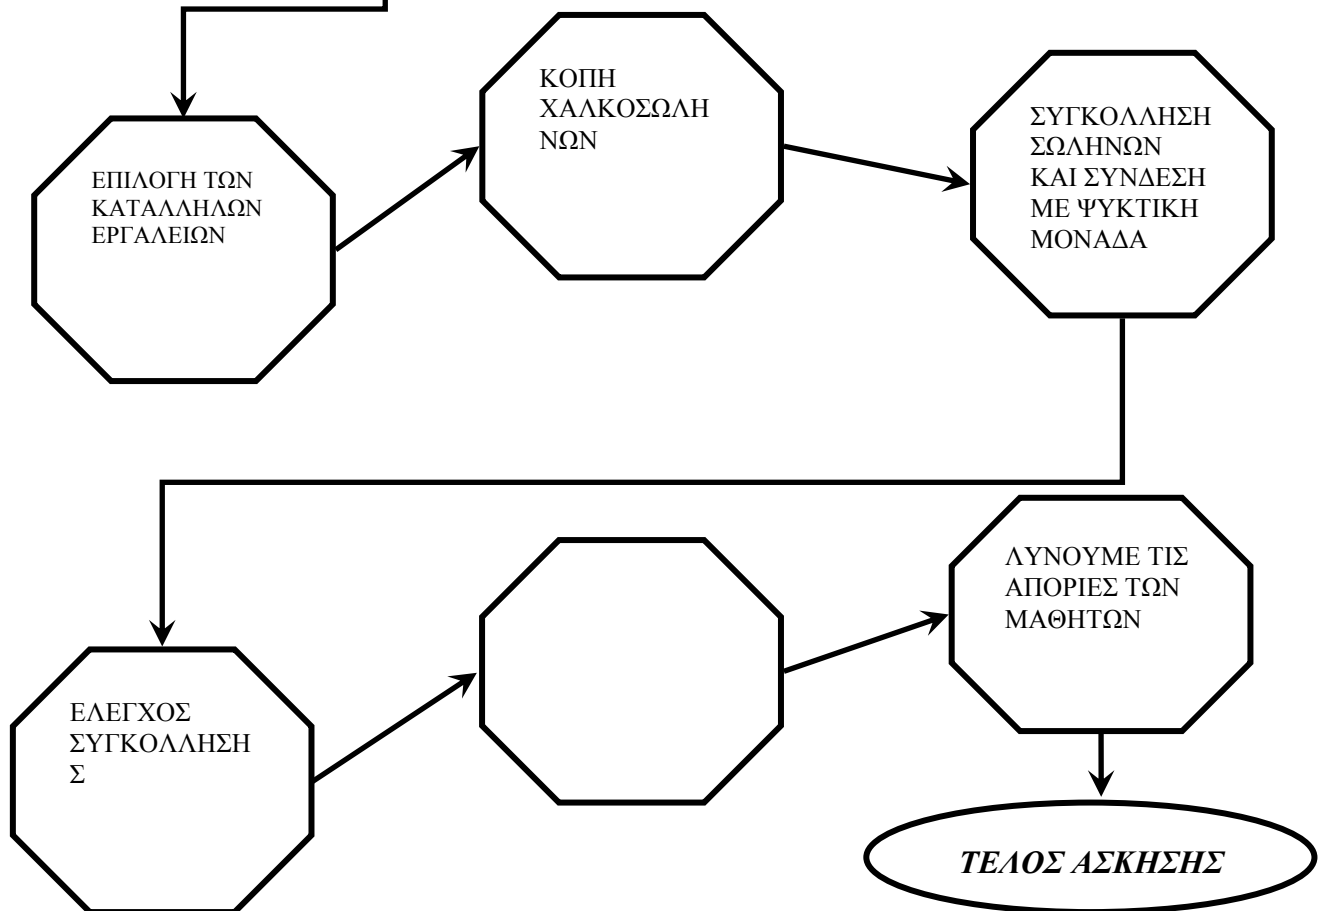 ΕΠΙΛΟΓΗ ΤΩΝ
ΚΑΤΑΛΛΗΛΩΝ
ΕΡΓΑΛΕΙΩΝ
ΚΟΠΗ
ΧΑΛΚΟΣΩΛΗ
ΝΩΝ
ΣΥΓΚΟΛΛΗΣΗ
ΣΩΛΗΝΩΝ
ΚΑΙ ΣΥΝΔΕΣΗ
ΜΕ ΨΥΚΤΙΚΗ
ΜΟΝΑΔΑ
ΕΛΕΓΧΟΣ
ΣΥΓΚΟΛΛΗΣΗ
Σ
ΛΥΝΟΥΜΕ ΤΙΣ
ΑΠΟΡΙΕΣ ΤΩΝ
ΜΑΘΗΤΩΝ
ΤΕΛΟΣ ΑΣΚΗΣΗΣ